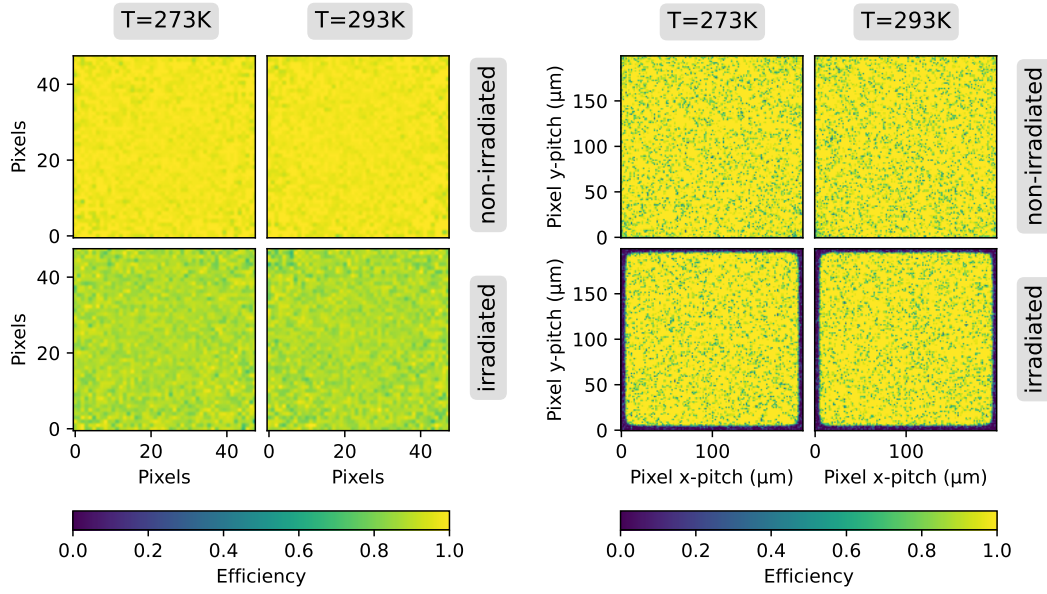 T=273K T=293K T=273K T=293K
40
20
0
Pixels
non-irradiated
150
100
50
0
Pixel y-pitch (μm)
non-irradiated
40
20
0
Pixels
irradiated
150
100
50
0
Pixel y-pitch (μm)
irradiated
0 20 40 0 20 40 0 100 0 100
Pixels Pixels Pixel x-pitch (μm) Pixel x-pitch (μm)
0.0 0.2 0.4 0.6 0.8 1.0 0.0 0.2 0.4 0.6 0.8 1.0
Efficiency Efficiency